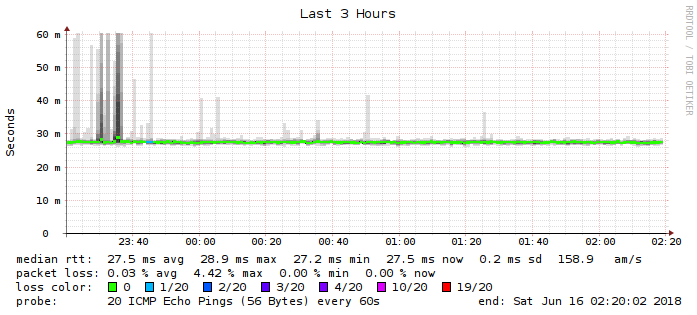 Last 3 Hours
RRDTOOL / TOBI OETIKER
Seconds
60 m
50 m
40 m
30 m
20 m
10 m
0
23:40 00:00 00:20 00:40 01:00 01:20 01:40 02:00 02:20
median rtt: 27.5 ms avg 28.9 ms max 27.2 ms min 27.5 ms now 0.2 ms sd 158.9 am/s
packet loss: 0.03 % avg 4.42 % max 0.00 % min 0.00 % now
loss color: 0 1/20 2/20 3/20 4/20 10/20 19/20
probe: 20 ICMP Echo Pings (56 Bytes) every 60s end: Sat Jun 16 02:20:02 2018